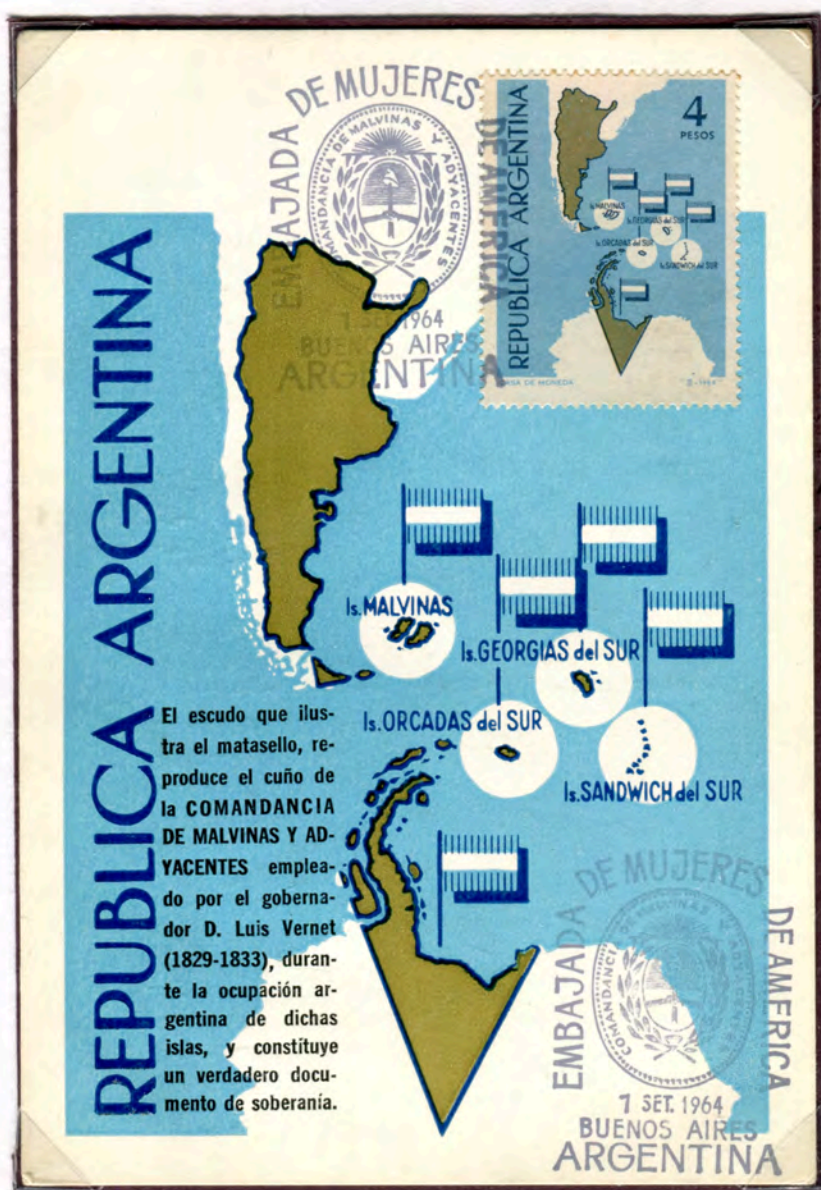 EMBAJADA DE MUJERES DE AMERICA
COMANDANCIA DE MALVINAS Y ADYACENTES
1 SET. 1964
BUENOS AIRES
ARGENTINA
REPUBLICA ARGENTINA
4
PESOS
Is. MALVINAS
Is. GEORGIAS del SUR
Is. ORCADAS del SUR
Is. SANDWICH del SUR
CASA DE MONEDA
REPUBLICA ARGENTINA
Is. MALVINAS
Is. GEORGIAS del SUR
Is. ORCADAS del SUR
Is. SANDWICH del SUR
El escudo que ilus-
tra el matasello, re-
produce el cuño de
la COMANDANCIA
DE MALVINAS Y AD-
YACENTES emplea-
do por el goberna-
dor D. Luis Vernet
(1829-1833), duran-
te la ocupación ar-
gentina de dichas
islas, y constituye
un verdadero docu-
mento de soberanía.
EMBAJADA DE MUJERES DE AMERICA
COMANDANCIA DE MALVINAS Y ADYACENTES
1 SET. 1964
BUENOS AIRES
ARGENTINA